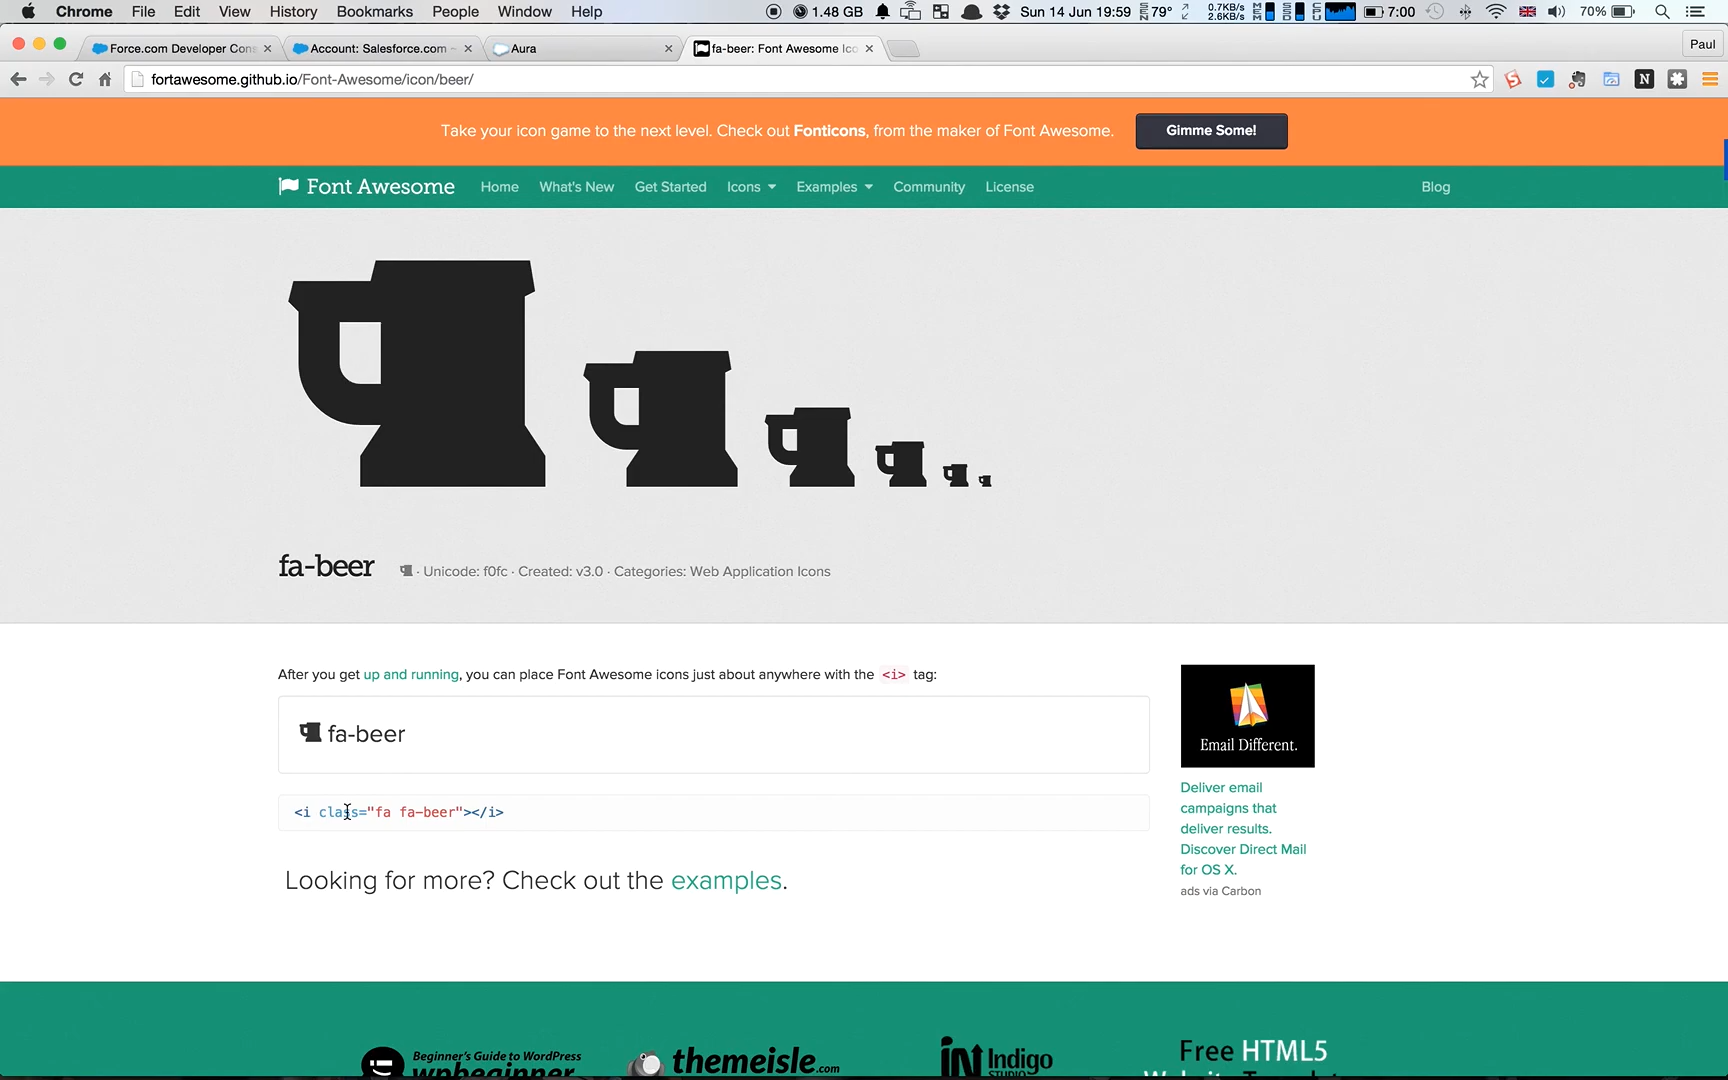 Chrome File Edit View History Bookmarks People Window Help 1.48 GB Sun 14 Jun 19:59 79° 0.7KB/s 2.6KB/s 7:00 70%
Force.com Developer Cons Account: Salesforce.com ~ Aura fa-beer: Font Awesome Ico Paul
fortawesome.github.io/Font-Awesome/icon/beer/
Take your icon game to the next level. Check out Fonticons, from the maker of Font Awesome. Gimme Some!
Font Awesome Home What's New Get Started Icons Examples Community License Blog
fa-beer · Unicode: f0fc · Created: v3.0 · Categories: Web Application Icons
After you get up and running, you can place Font Awesome icons just about anywhere with the <i> tag:
fa-beer
<i class="fa fa-beer"></i>
Looking for more? Check out the examples.
Email Different.
Deliver email
campaigns that
deliver results.
Discover Direct Mail
for OS X.
ads via Carbon
Beginner's Guide to WordPress
wpbeginner
themeisle.com
Indigo
STUDIO
Free HTML5